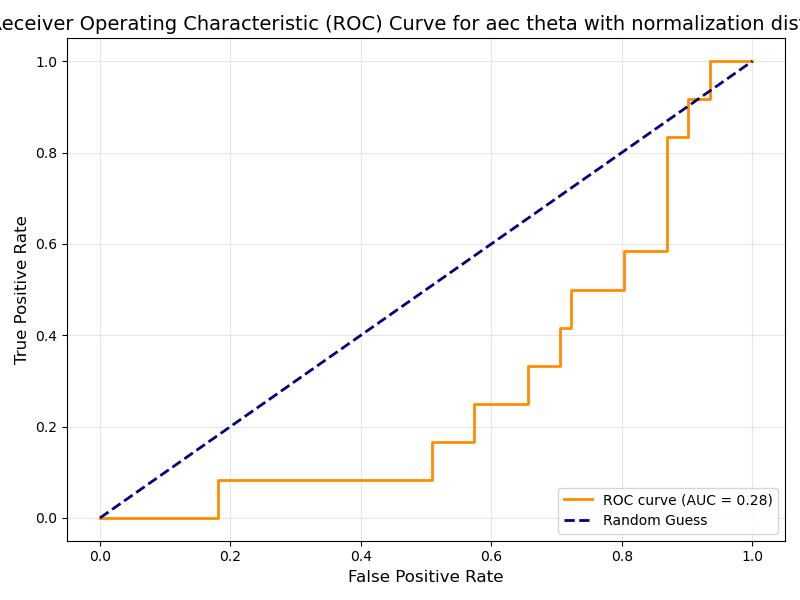 eceiver Operating Characteristic (ROC) Curve for aec theta with normalization dis
1.0
0.8
0.6
0.4
0.2
0.0
True Positive Rate
0.0 0.2 0.4 0.6 0.8 1.0
False Positive Rate
ROC curve (AUC = 0.28)
Random Guess